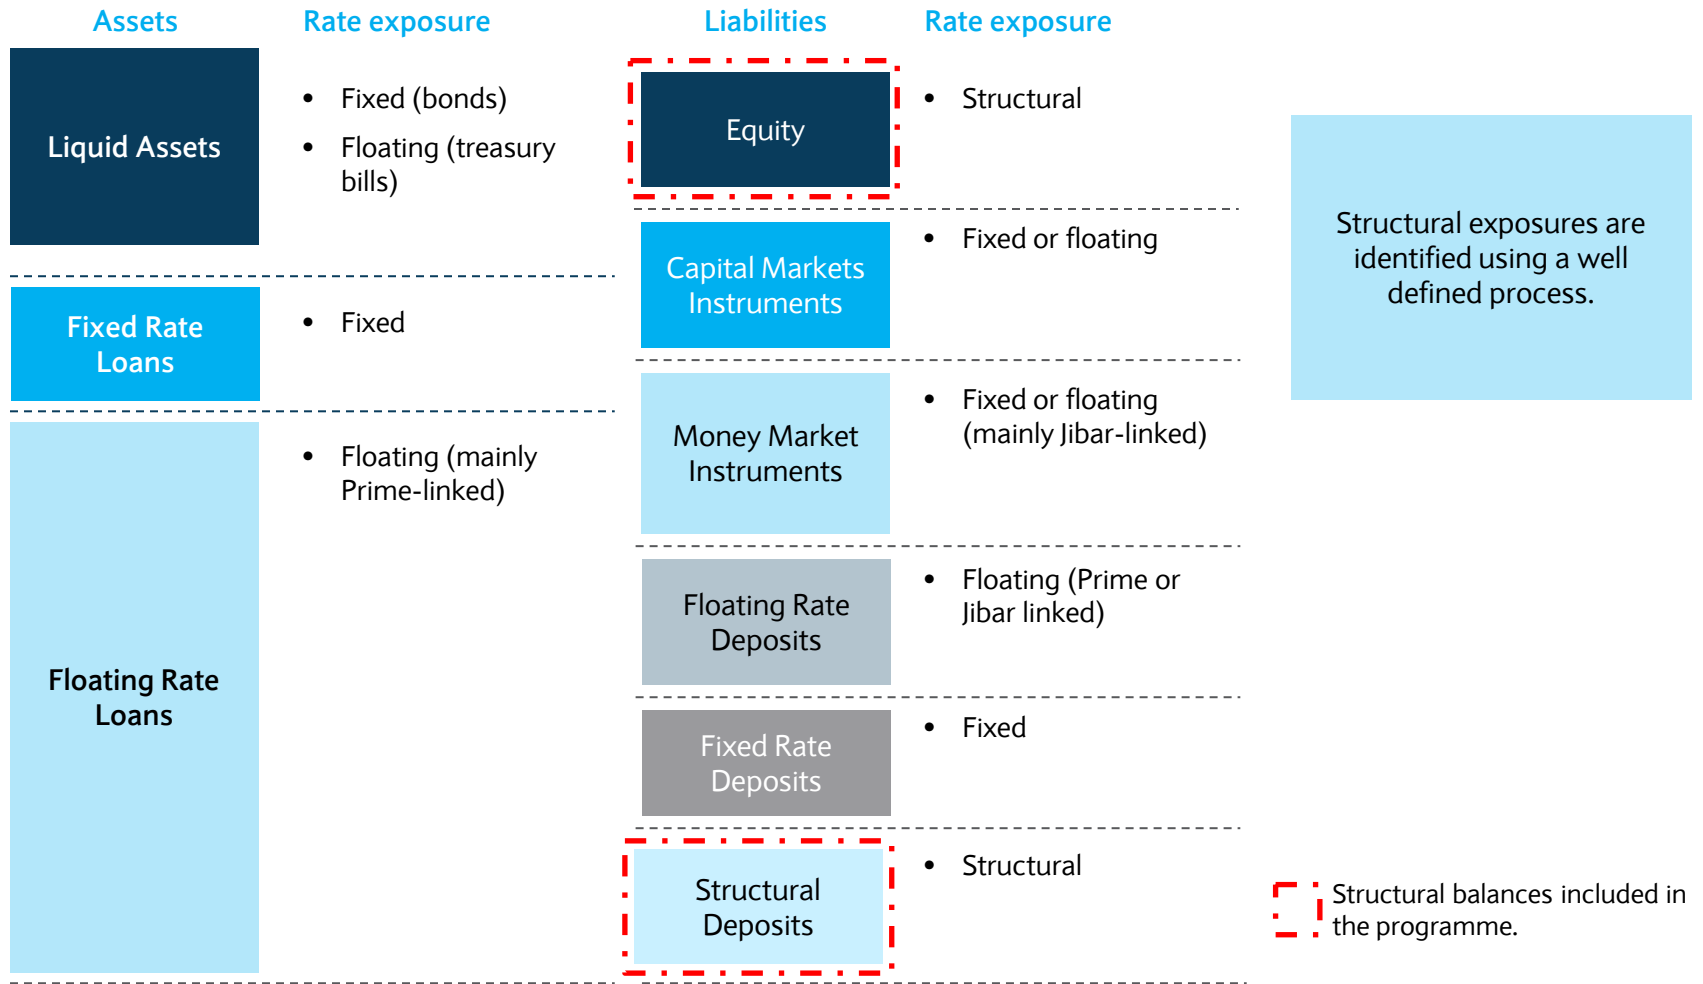 Assets
Rate exposure
Liabilities
Rate exposure
Liquid Assets
• Fixed (bonds)
• Floating (treasury
bills)
Fixed Rate
Loans
• Fixed
Floating Rate
Loans
• Floating (mainly
Prime-linked)
Equity
• Structural
Capital Markets
Instruments
• Fixed or floating
Money Market
Instruments
• Fixed or floating
(mainly Jibar-linked)
Floating Rate
Deposits
• Floating (Prime or
Jibar linked)
Fixed Rate
Deposits
• Fixed
Structural
Deposits
• Structural
Structural exposures are
identified using a well
defined process.
Structural balances included in
the programme.